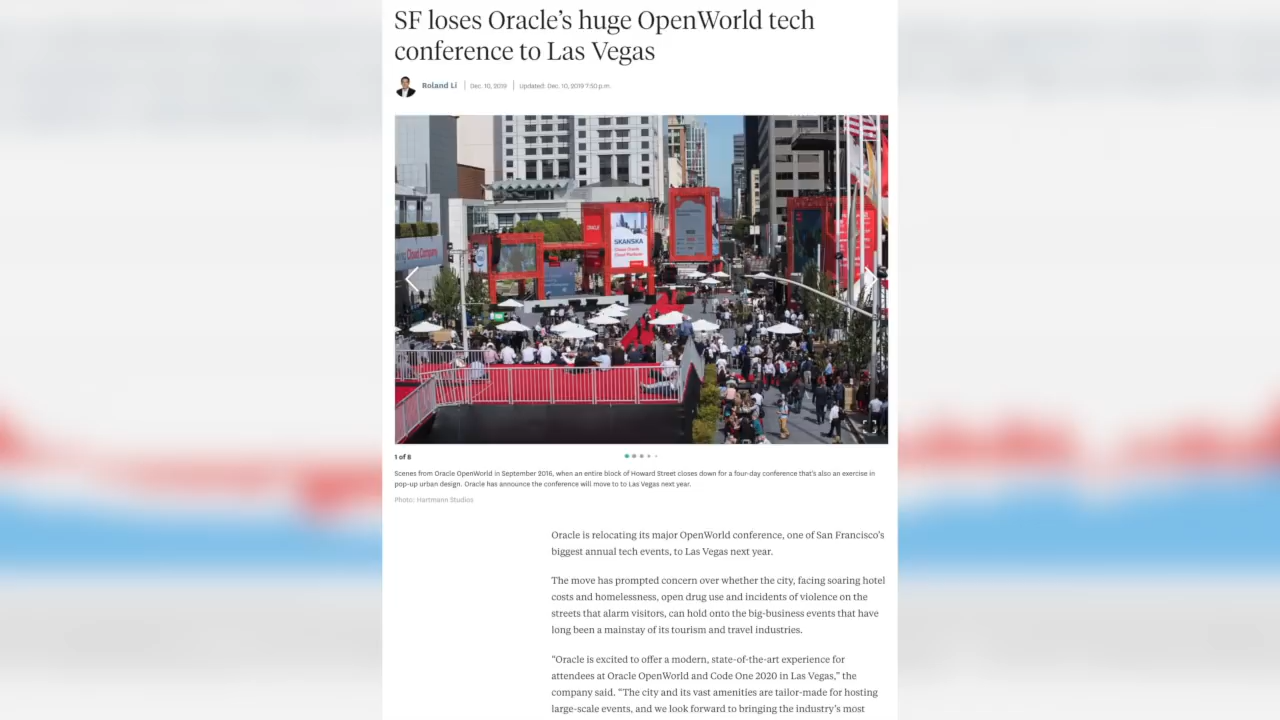 SF loses Oracle’s huge OpenWorld tech
conference to Las Vegas
Roland Li | Dec. 10, 2019 | Updated: Dec. 10, 2019 7:50 p.m.
ORACLE
SKANSKA
Cloud Platform
Cloud Company
1 of 8
Scenes from Oracle OpenWorld in September 2016, when an entire block of Howard Street closes down for a four-day conference that's also an exercise in
pop-up urban design. Oracle has announce the conference will move to to Las Vegas next year.
Photo: Hartmann Studios
Oracle is relocating its major OpenWorld conference, one of San Francisco’s
biggest annual tech events, to Las Vegas next year.
The move has prompted concern over whether the city, facing soaring hotel
costs and homelessness, open drug use and incidents of violence on the
streets that alarm visitors, can hold onto the big-business events that have
long been a mainstay of its tourism and travel industries.
“Oracle is excited to offer a modern, state-of-the-art experience for
attendees at Oracle OpenWorld and Code One 2020 in Las Vegas,” the
company said. “The city and its vast amenities are tailor-made for hosting
large-scale events, and we look forward to bringing the industry’s most